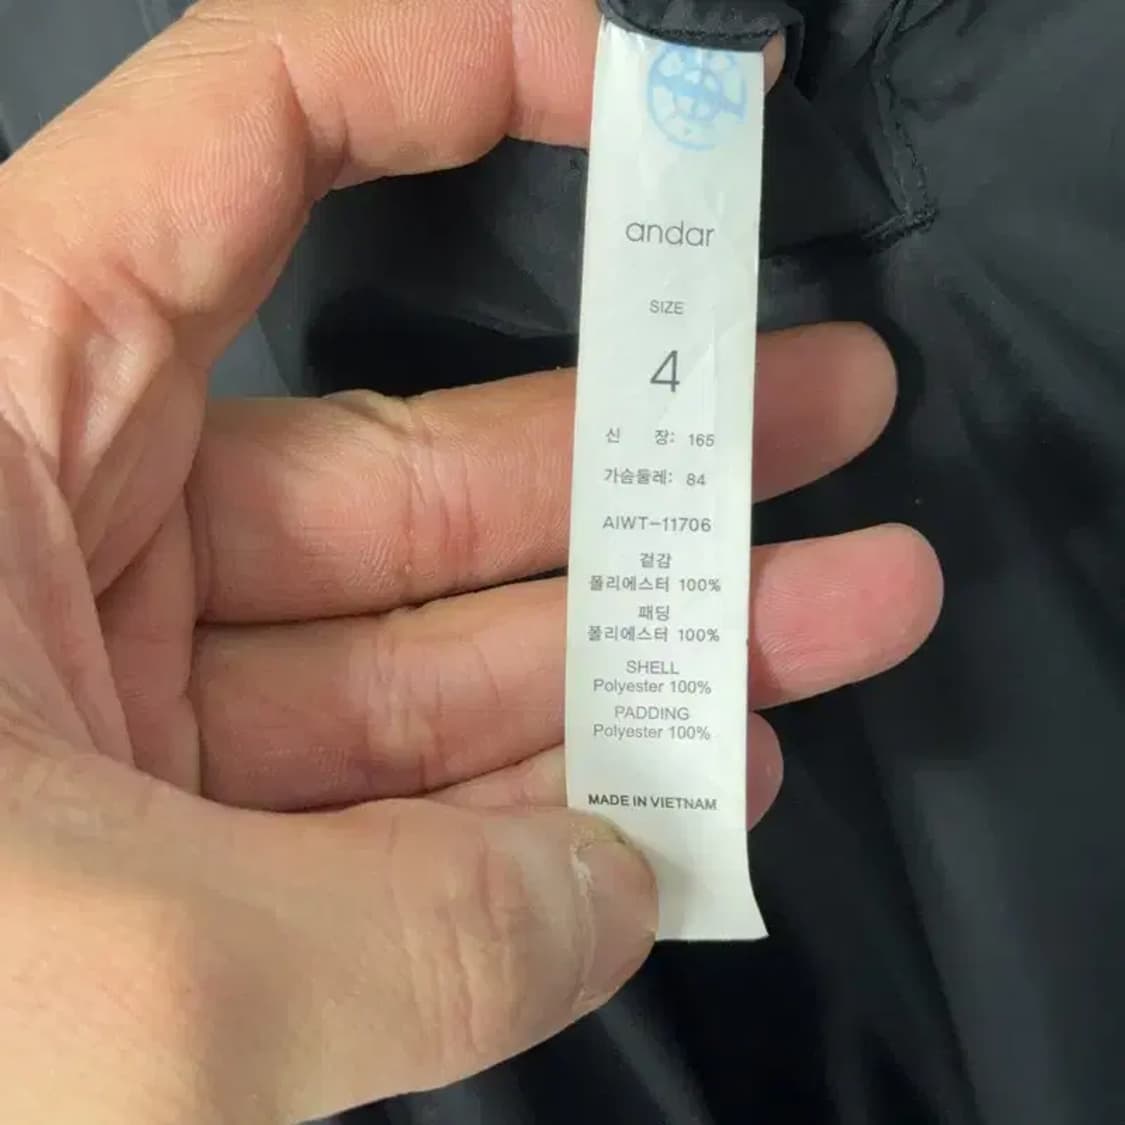 andar
SIZE
4
신 장: 165
가슴둘레: 84
AIWT-11706
겉감
폴리에스터 100%
패딩
폴리에스터 100%
SHELL
Polyester 100%
PADDING
Polyester 100%
MADE IN VIETNAM